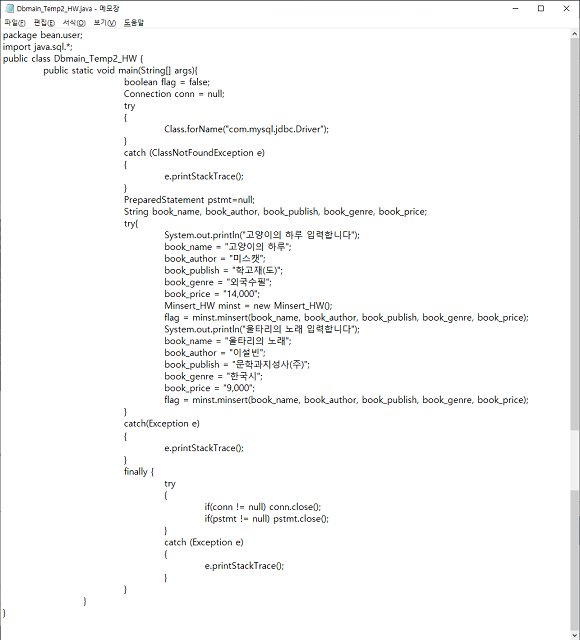 Dbmain_Temp2_HW.java - 메모장
파일(F) 편집(E) 서식(O) 보기(V) 도움말
package bean.user;
import java.sql.*;
public class Dbmain_Temp2_HW {
public static void main(String[] args){
boolean flag = false;
Connection conn = null;
try
{
Class.forName("com.mysql.jdbc.Driver");
}
catch (ClassNotFoundException e)
{
e.printStackTrace();
}
PreparedStatement pstmt=null;
String book_name, book_author, book_publish, book_genre, book_price;
try{
System.out.println("고양이의 하루 입력합니다");
book_name = "고양이의 하루";
book_author = "미스캣";
book_publish = "학고재(도)";
book_genre = "외국수필";
book_price = "14,000";
Minsert_HW minst = new Minsert_HW();
flag = minst.minsert(book_name, book_author, book_publish, book_genre, book_price);
System.out.println("울타리의 노래 입력합니다");
book_name = "울타리의 노래";
book_author = "이설빈";
book_publish = "문학과지성사(주)";
book_genre = "한국시";
book_price = "9,000";
flag = minst.minsert(book_name, book_author, book_publish, book_genre, book_price);
}
catch(Exception e)
{
e.printStackTrace();
}
finally {
try
{
if(conn != null) conn.close();
if(pstmt != null) pstmt.close();
}
catch (Exception e)
{
e.printStackTrace();
}
}
}
}